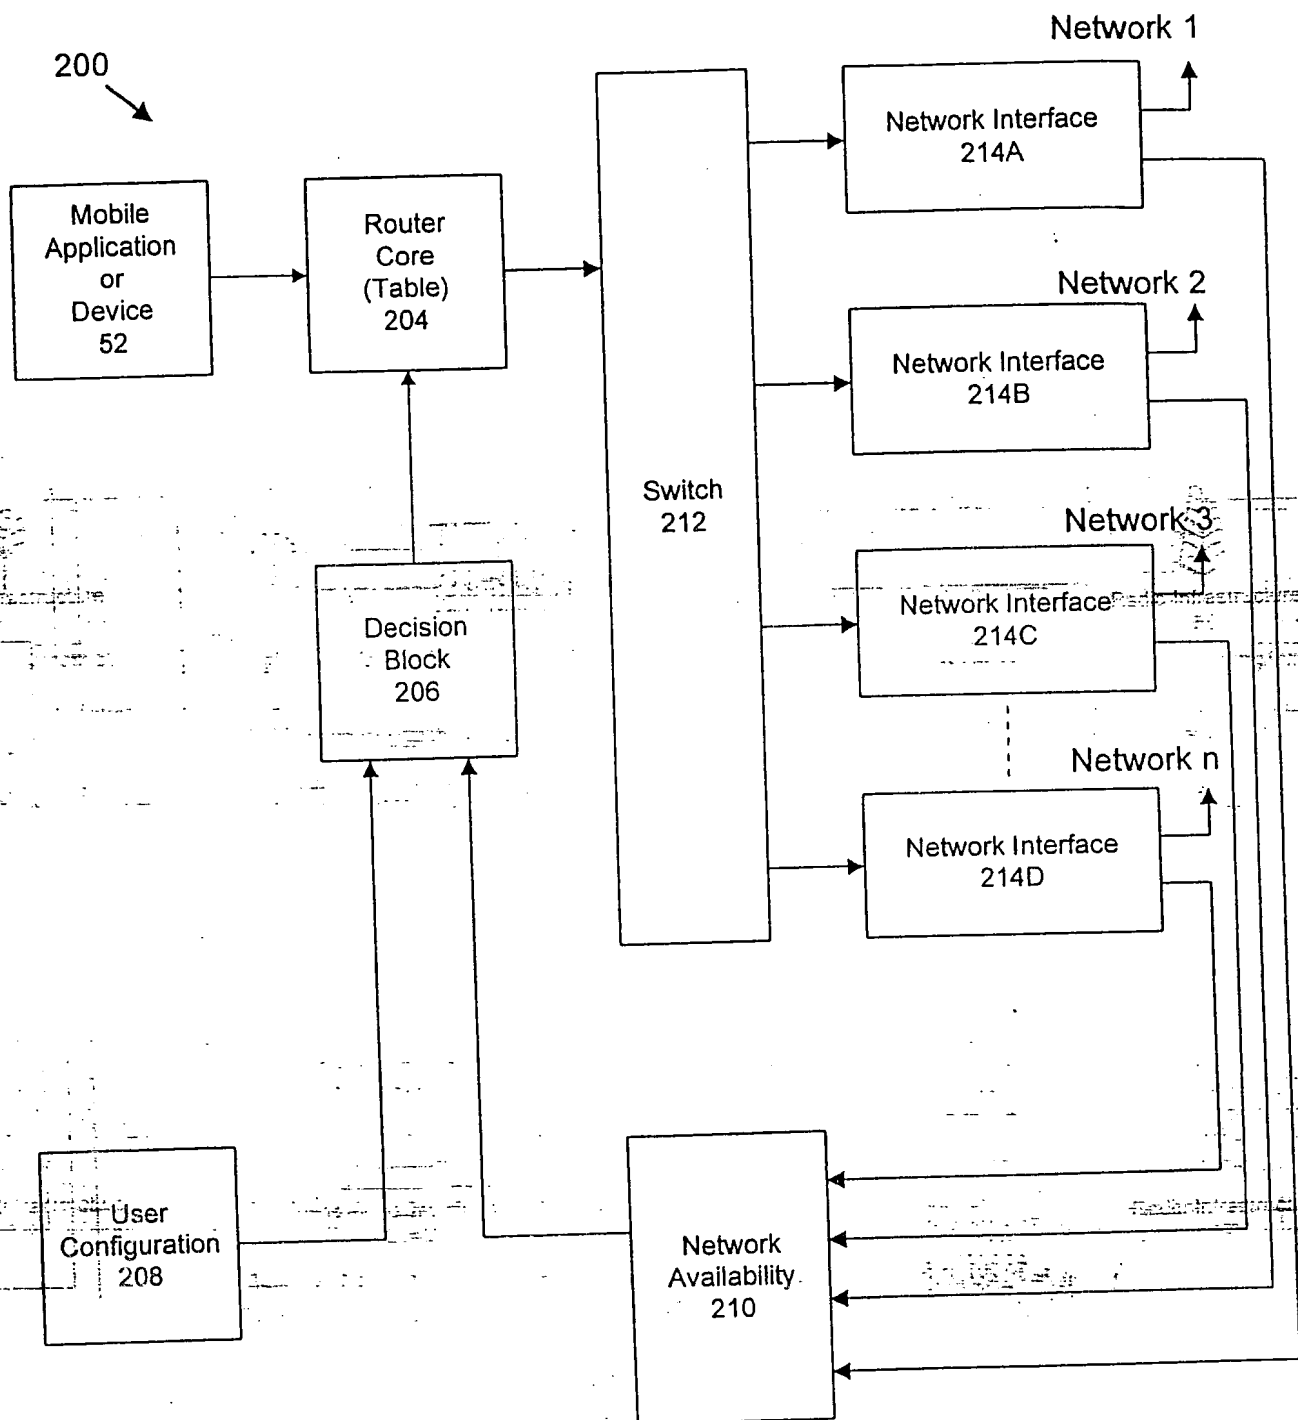 Network 1
200
Network Interface
214A
Mobile
Application
or
Device
52
Router
Core
(Table)
204
Network 2
Network Interface
214B
Switch
212
Network 3
Network Interface
214C
Decision
Block
206
Network n
Network Interface
214D
User
Configuration
208
Network
Availability
210